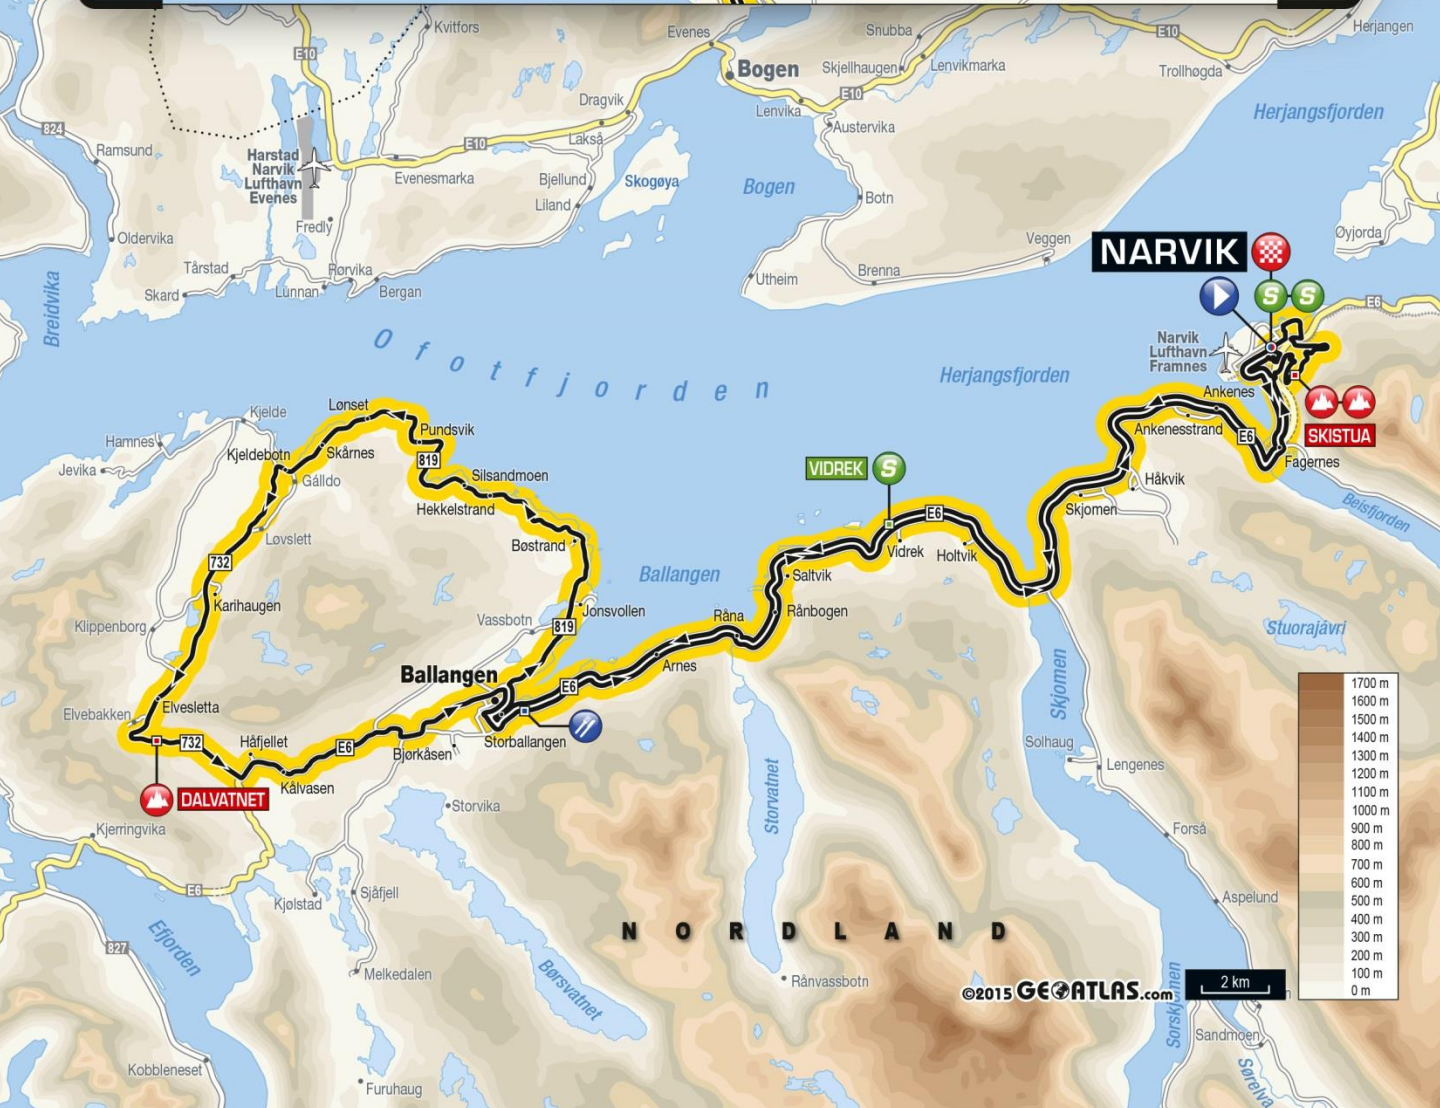 Kvitfors
Evenes
Snubba
Herjangen
E10
E10
Bogen
Skjellhaugen
Lenvikmarka
Trollhøgda
E10
Dragvik
Lenvika
Herjangsfjorden
824
Ramsund
E10
Lakså
Austervika
Harstad
Narvik
Lufthavn
Evenes
Evenesmarka
Bjellund
Skogøya
Bogen
Liland
Botn
Fredly
Oldervika
Veggen
Øyjorda
NARVIK
Tårstad
Rørvika
Brenna
Utheim
Skard
Lunnan
Bergan
S
S
E6
Breidvika
Ofotfjorden
Narvik
Lufthavn
Framnes
Herjangsfjorden
Ankenes
Lønset
Kjelde
Pundsvik
Ankenesstrand
E6
SKISTUA
Hamnes
Kjeldebotn
Skårnes
819
VIDREK
S
Fagernes
Jevika
Gålldo
Silsandmoen
Håkvik
Hekkelstrand
Skjomen
Beisfjorden
E6
Løvslett
Bøstrand
Vidrek
Holtvik
732
Ballangen
Saltvik
Karihaugen
Jonsvollen
Rånbogen
Klippenborg
Vassbotn
819
Råna
Stuorajávri
Ballangen
Arnes
Skjomen
E6
Elvebakken
Elvesletta
732
Håfjellet
E6
Bjørkåsen
Storballangen
Solhaug
Lengenes
DALVATNET
Kålvasen
Storvika
Storvatnet
Kjerringvika
Forså
E6
Kjølstad
Sjåfjell
Aspelund
827
Efjorden
NORDLAND
Melkedalen
Børsvatnet
Rånvassbotn
©2015 GEOATLAS.com
2 km
Sorskjomen
Sandmoen
Kobbleneset
Furuhaug
Sørelva
1700 m
1600 m
1500 m
1400 m
1300 m
1200 m
1100 m
1000 m
900 m
800 m
700 m
600 m
500 m
400 m
300 m
200 m
100 m
0 m